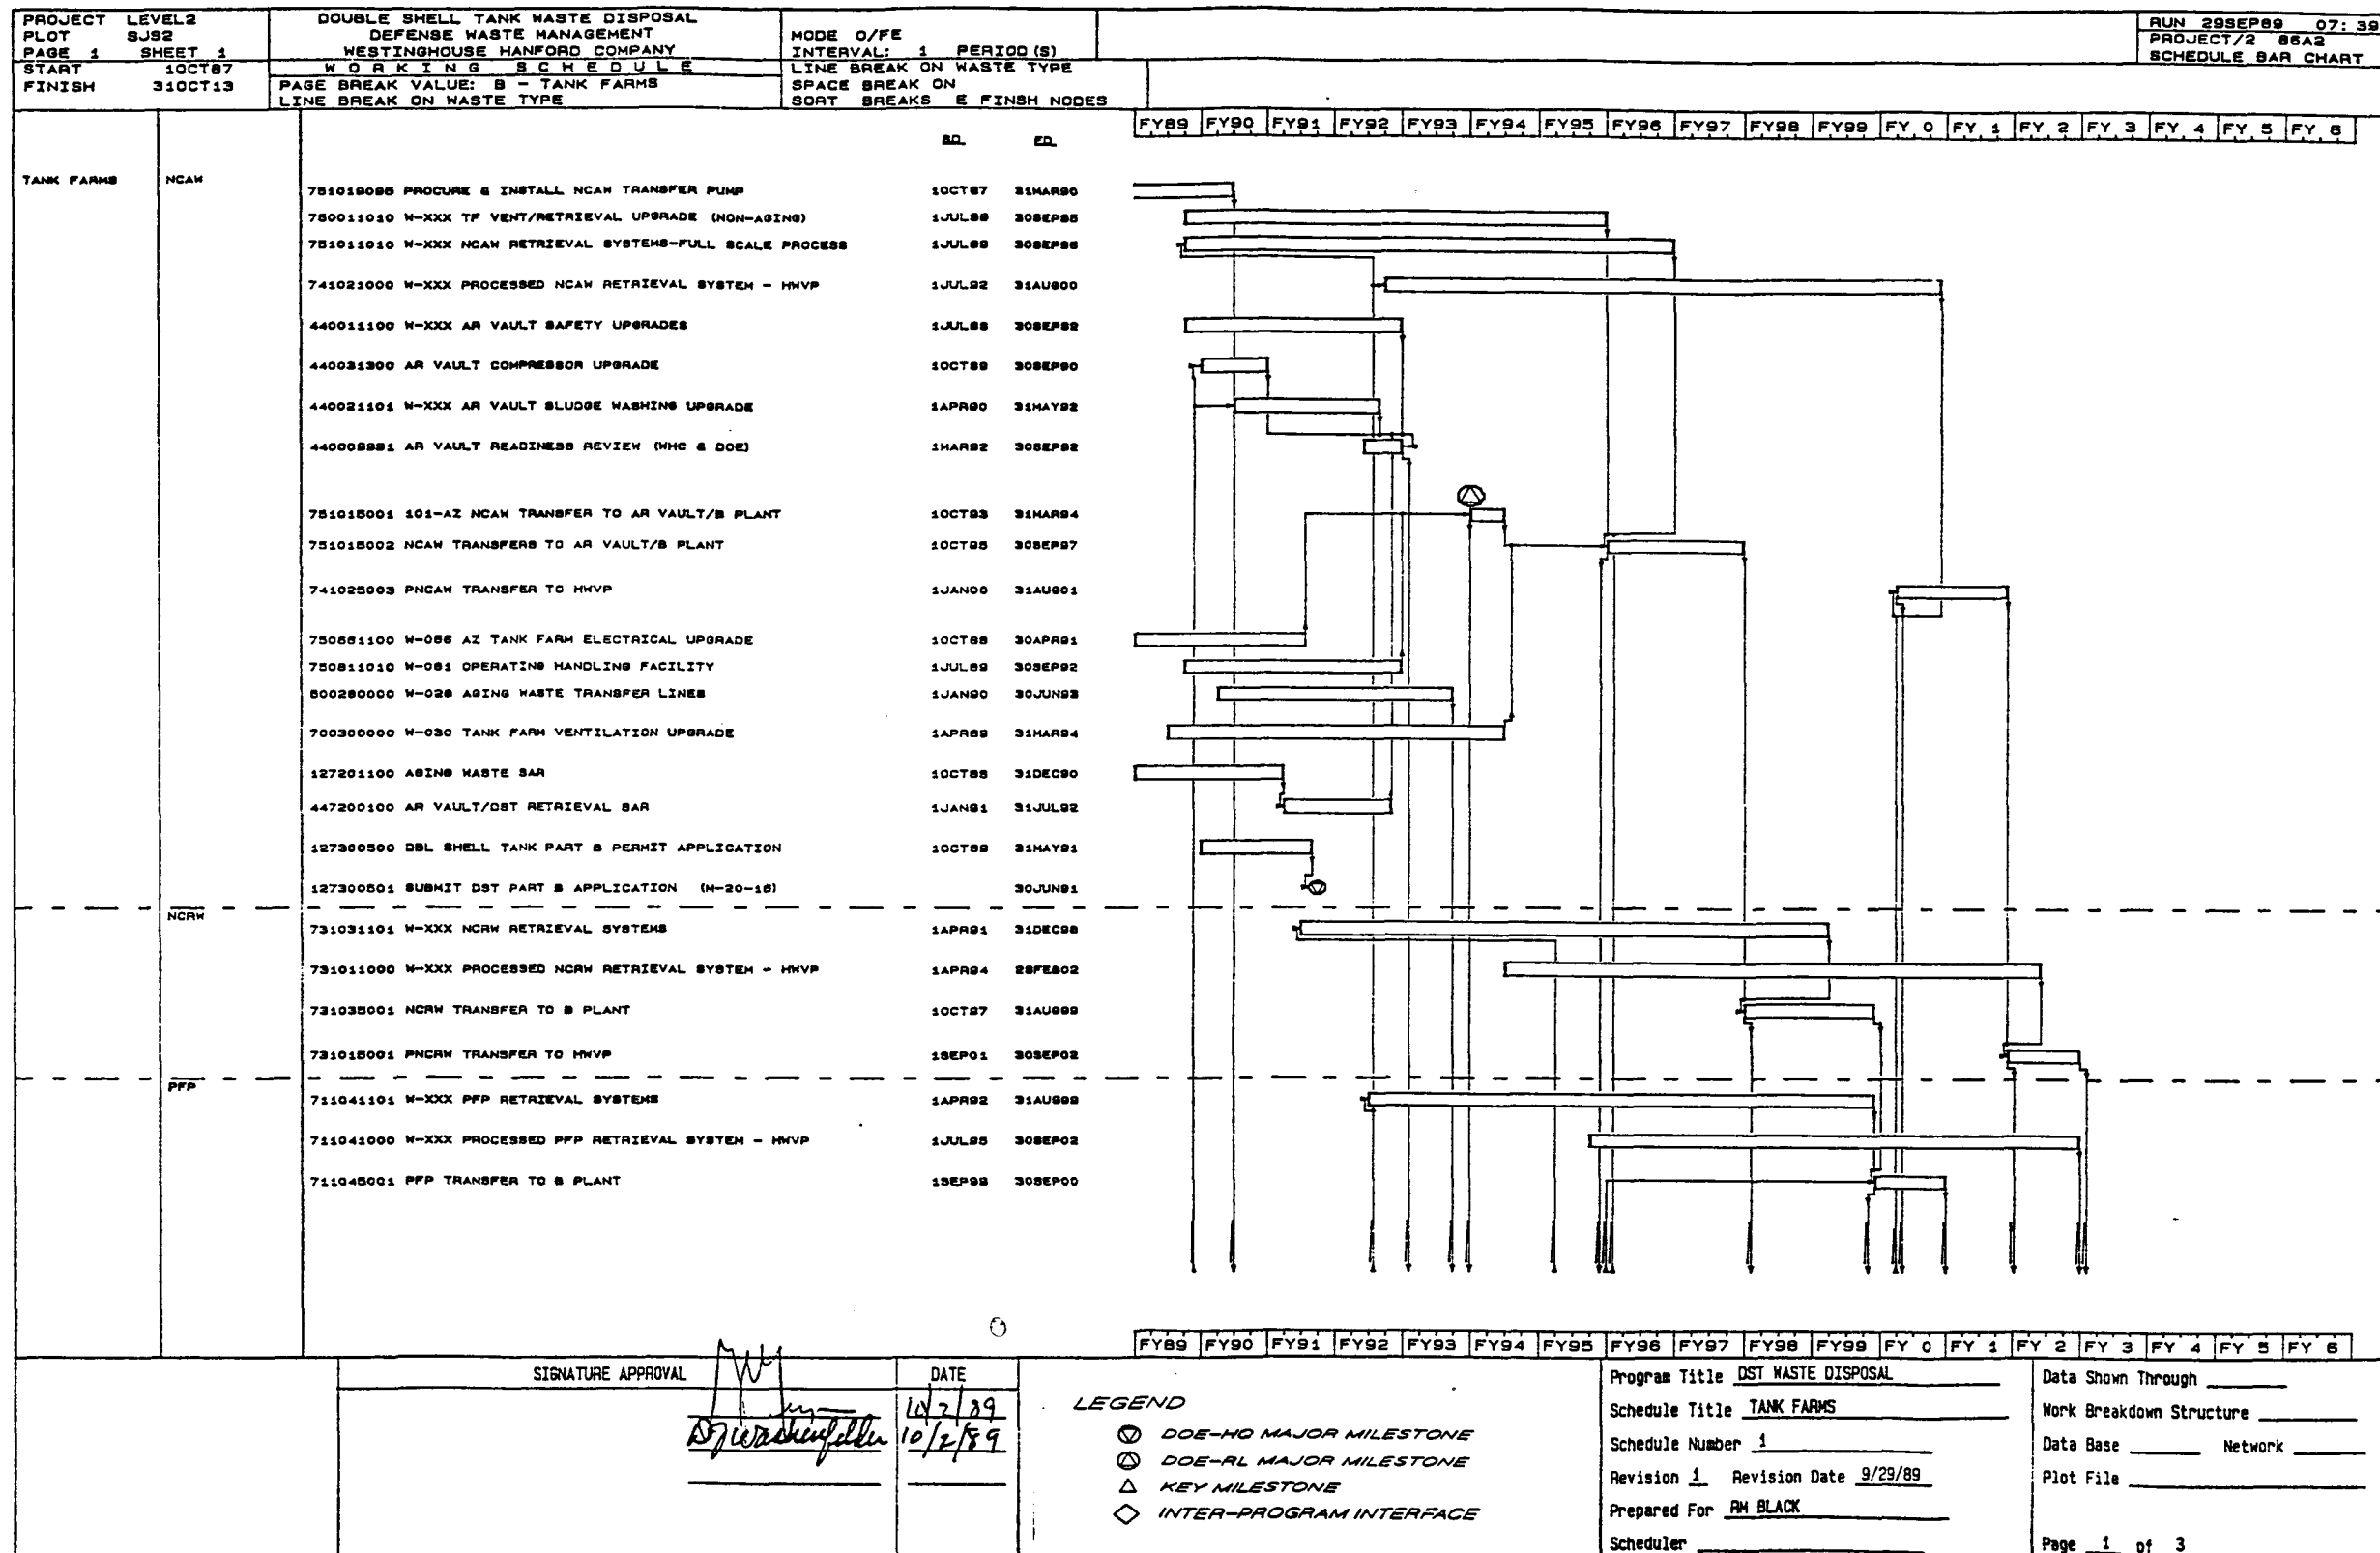 PROJECT LEVEL2
PLOT SJS2
PAGE 1 SHEET 1
START 1OCT87
FINISH 31OCT13
DOUBLE SHELL TANK WASTE DISPOSAL
DEFENSE WASTE MANAGEMENT
WESTINGHOUSE HANFORD COMPANY
WORKING SCHEDULE
PAGE BREAK VALUE: B - TANK FARMS
LINE BREAK ON WASTE TYPE
MODE O/FE
INTERVAL: 1 PERIOD(S)
LINE BREAK ON WASTE TYPE
SPACE BREAK ON
SORT BREAKS E FINSH NODES
RUN 29SEP89 07:39
PROJECT/2 86A2
SCHEDULE BAR CHART
FY89 FY90 FY91 FY92 FY93 FY94 FY95 FY96 FY97 FY98 FY99 FY 0 FY 1 FY 2 FY 3 FY 4 FY 5 FY 6
SD ED
TANK FARMS NCAW
751019095 PROCURE & INSTALL NCAW TRANSFER PUMP 1OCT87 31MAR90
750011010 W-XXX TF VENT/RETRIEVAL UPGRADE (NON-AGING) 1JUL89 30SEP95
751011010 W-XXX NCAW RETRIEVAL SYSTEMS-FULL SCALE PROCESS 1JUL89 30SEP96
741021000 W-XXX PROCESSED NCAW RETRIEVAL SYSTEM - HWVP 1JUL92 31AUG00
440011100 W-XXX AR VAULT SAFETY UPGRADES 1JUL89 30SEP92
440031300 AR VAULT COMPRESSOR UPGRADE 1OCT89 30SEP90
440021101 W-XXX AR VAULT SLUDGE WASHING UPGRADE 1APR90 31MAY92
440009991 AR VAULT READINESS REVIEW (WHC & DOE) 1MAR92 30SEP92
751015001 101-AZ NCAW TRANSFER TO AR VAULT/B PLANT 1OCT93 31MAR94
751015002 NCAW TRANSFERS TO AR VAULT/B PLANT 1OCT95 30SEP97
741025003 PNCAW TRANSFER TO HWVP 1JAN00 31AUG01
750661100 W-066 AZ TANK FARM ELECTRICAL UPGRADE 1OCT88 30APR91
750811010 W-081 OPERATING HANDLING FACILITY 1JUL89 30SEP92
600280000 W-028 AGING WASTE TRANSFER LINES 1JAN90 30JUN93
700300000 W-030 TANK FARM VENTILATION UPGRADE 1APR89 31MAR94
127201100 AGING WASTE SAR 1OCT88 31DEC90
447200100 AR VAULT/DST RETRIEVAL SAR 1JAN91 31JUL92
127300500 DBL SHELL TANK PART B PERMIT APPLICATION 1OCT89 31MAY91
127300501 SUBMIT DST PART B APPLICATION (M-20-16) 30JUN91
NCRW
731031101 W-XXX NCRW RETRIEVAL SYSTEMS 1APR91 31DEC98
731011000 W-XXX PROCESSED NCRW RETRIEVAL SYSTEM - HWVP 1APR94 28FEB02
731035001 NCRW TRANSFER TO B PLANT 1OCT97 31AUG99
731015001 PNCRW TRANSFER TO HWVP 1SEP01 30SEP02
PFP
711041101 W-XXX PFP RETRIEVAL SYSTEMS 1APR92 31AUG99
711041000 W-XXX PROCESSED PFP RETRIEVAL SYSTEM - HWVP 1JUL95 30SEP02
711045001 PFP TRANSFER TO B PLANT 1SEP99 30SEP00
FY89 FY90 FY91 FY92 FY93 FY94 FY95 FY96 FY97 FY98 FY99 FY 0 FY 1 FY 2 FY 3 FY 4 FY 5 FY 6
SIGNATURE APPROVAL DATE
10/2/89
DJ Washenfelder 10/2/89
LEGEND
DOE-HQ MAJOR MILESTONE
DOE-RL MAJOR MILESTONE
KEY MILESTONE
INTER-PROGRAM INTERFACE
Program Title DST WASTE DISPOSAL
Schedule Title TANK FARMS
Schedule Number 1
Revision 1 Revision Date 9/29/89
Prepared For RM BLACK
Scheduler
Data Shown Through
Work Breakdown Structure
Data Base Network
Plot File
Page 1 of 3